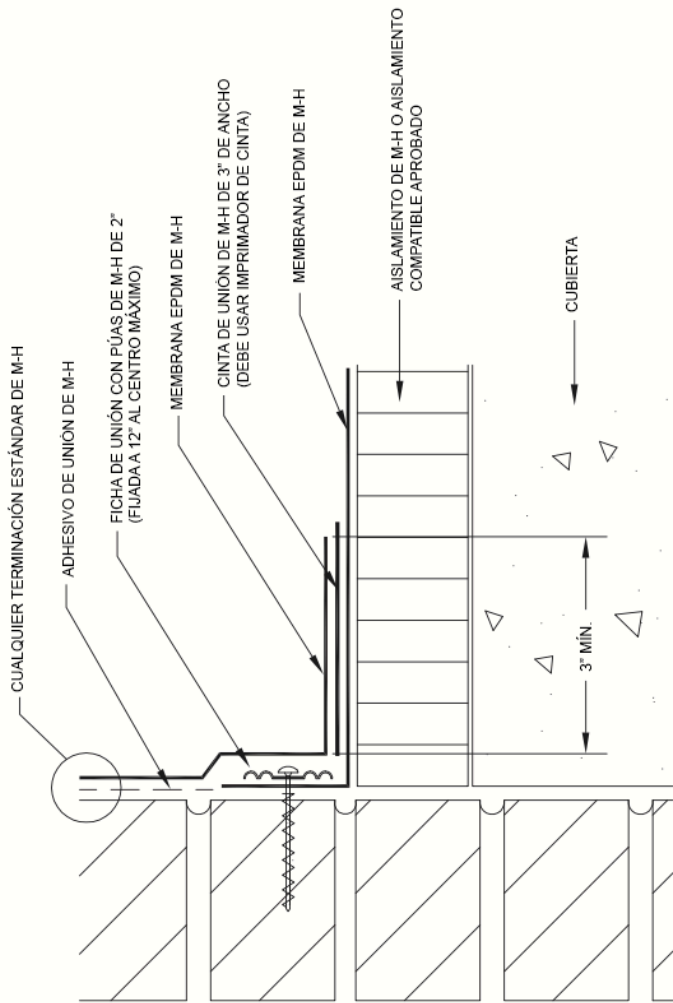 CUALQUIER TERMINACIÓN ESTÁNDAR DE M-H
ADHESIVO DE UNIÓN DE M-H
FICHA DE UNIÓN CON PÚAS DE M-H DE 2"
(FIJADA A 12" AL CENTRO MÁXIMO)
MEMBRANA EPDM DE M-H
CINTA DE UNIÓN DE M-H DE 3" DE ANCHO
(DEBE USAR IMPRIMADOR DE CINTA)
MEMBRANA EPDM DE M-H
AISLAMIENTO DE M-H O AISLAMIENTO
COMPATIBLE APROBADO
CUBIERTA
3" MÍN.